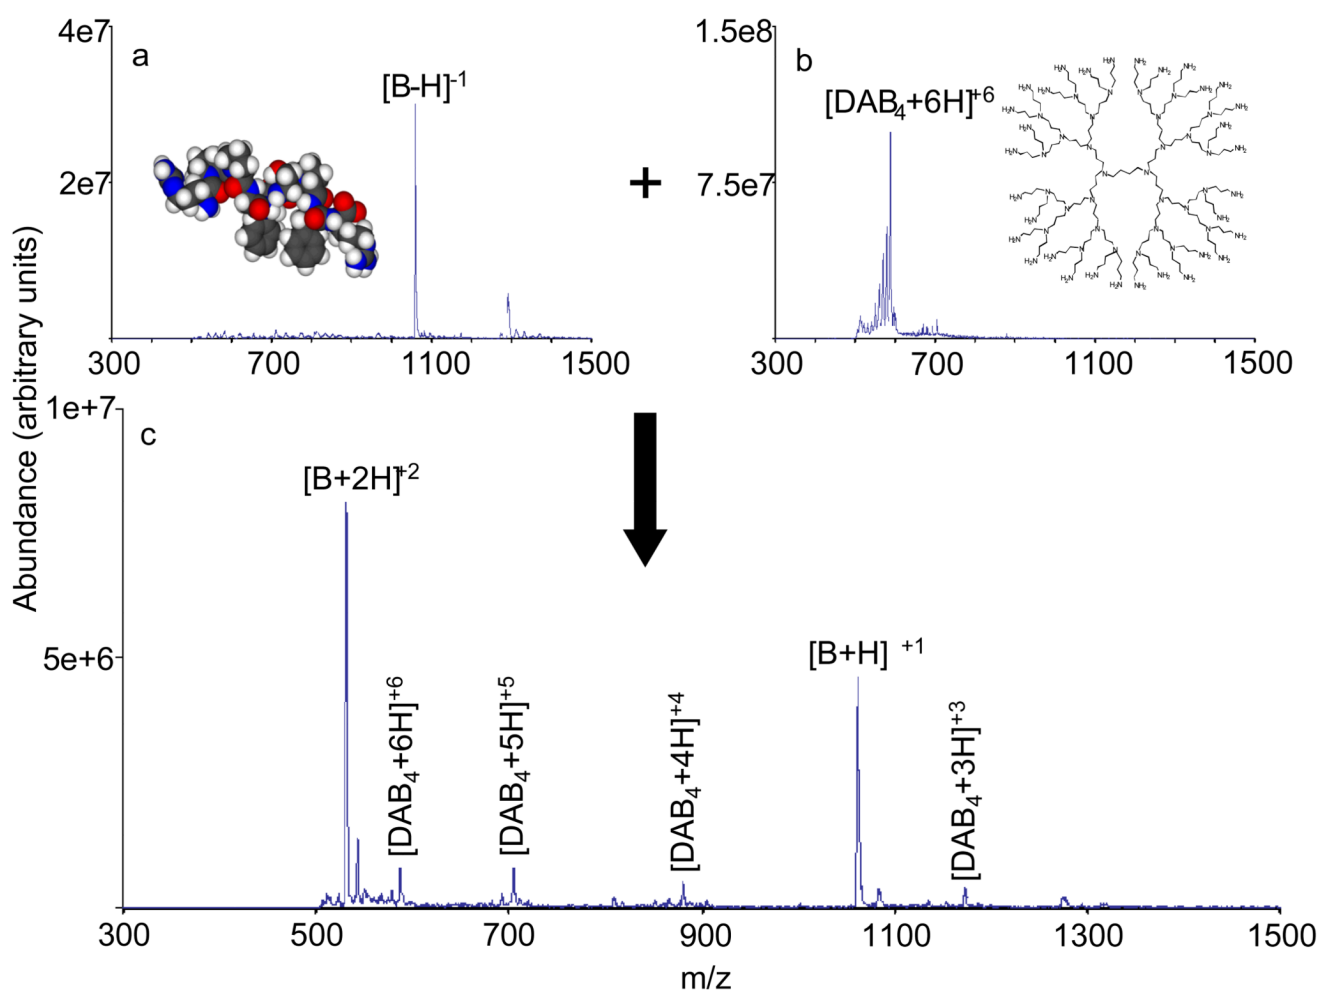 4e7
a
[B-H]-1
2e7
300
700
1100
1500
+
1.5e8
b
[DAB4+6H]+6
7.5e7
300
700
1100
1500
Abundance (arbitrary units)
1e+7
c
[B+2H]+2
5e+6
[DAB4+6H]+6
[DAB4+5H]+5
[DAB4+4H]+4
[B+H] +1
[DAB4+3H]+3
300
500
700
900
1100
1300
1500
m/z